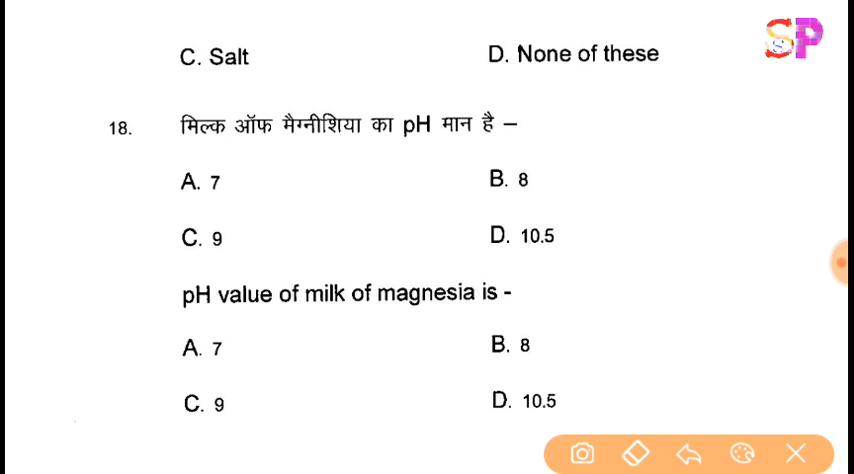 C. Salt D. None of these
SP
18. मिल्क ऑफ मैग्नीशिया का pH मान है –
A. 7 B. 8
C. 9 D. 10.5
pH value of milk of magnesia is -
A. 7 B. 8
C. 9 D. 10.5